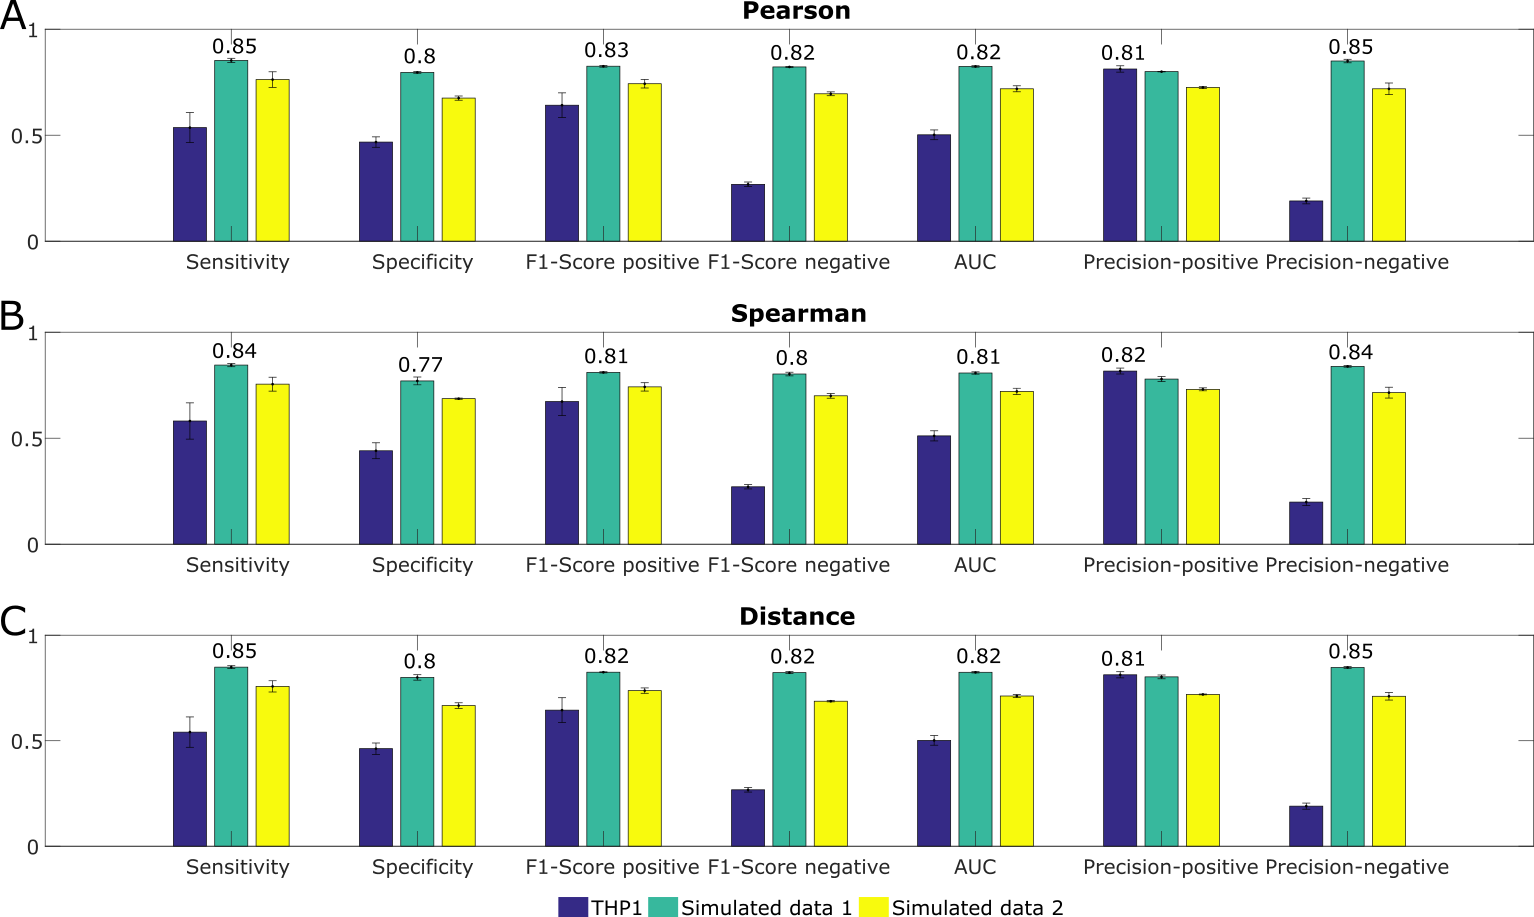 A
Pearson
1
0.85
0.8
0.83
0.82
0.82
0.81
0.85
0.5
0
Sensitivity
Specificity
F1-Score positive
F1-Score negative
AUC
Precision-positive
Precision-negative
B
Spearman
1
0.84
0.77
0.81
0.8
0.81
0.82
0.84
0.5
0
Sensitivity
Specificity
F1-Score positive
F1-Score negative
AUC
Precision-positive
Precision-negative
C
Distance
1
0.85
0.8
0.82
0.82
0.82
0.81
0.85
0.5
0
Sensitivity
Specificity
F1-Score positive
F1-Score negative
AUC
Precision-positive
Precision-negative
THP1
Simulated data 1
Simulated data 2